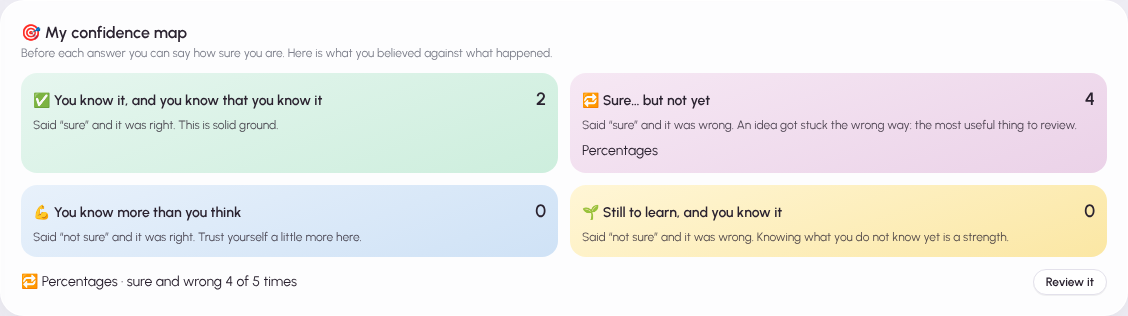 🎯 My confidence map
Before each answer you can say how sure you are. Here is what you believed against what happened.
✅ You know it, and you know that you know it 2
Said “sure” and it was right. This is solid ground.
🔁 Sure... but not yet 4
Said “sure” and it was wrong. An idea got stuck the wrong way: the most useful thing to review.
Percentages
💪 You know more than you think 0
Said “not sure” and it was right. Trust yourself a little more here.
🌱 Still to learn, and you know it 0
Said “not sure” and it was wrong. Knowing what you do not know yet is a strength.
🔁 Percentages · sure and wrong 4 of 5 times
Review it